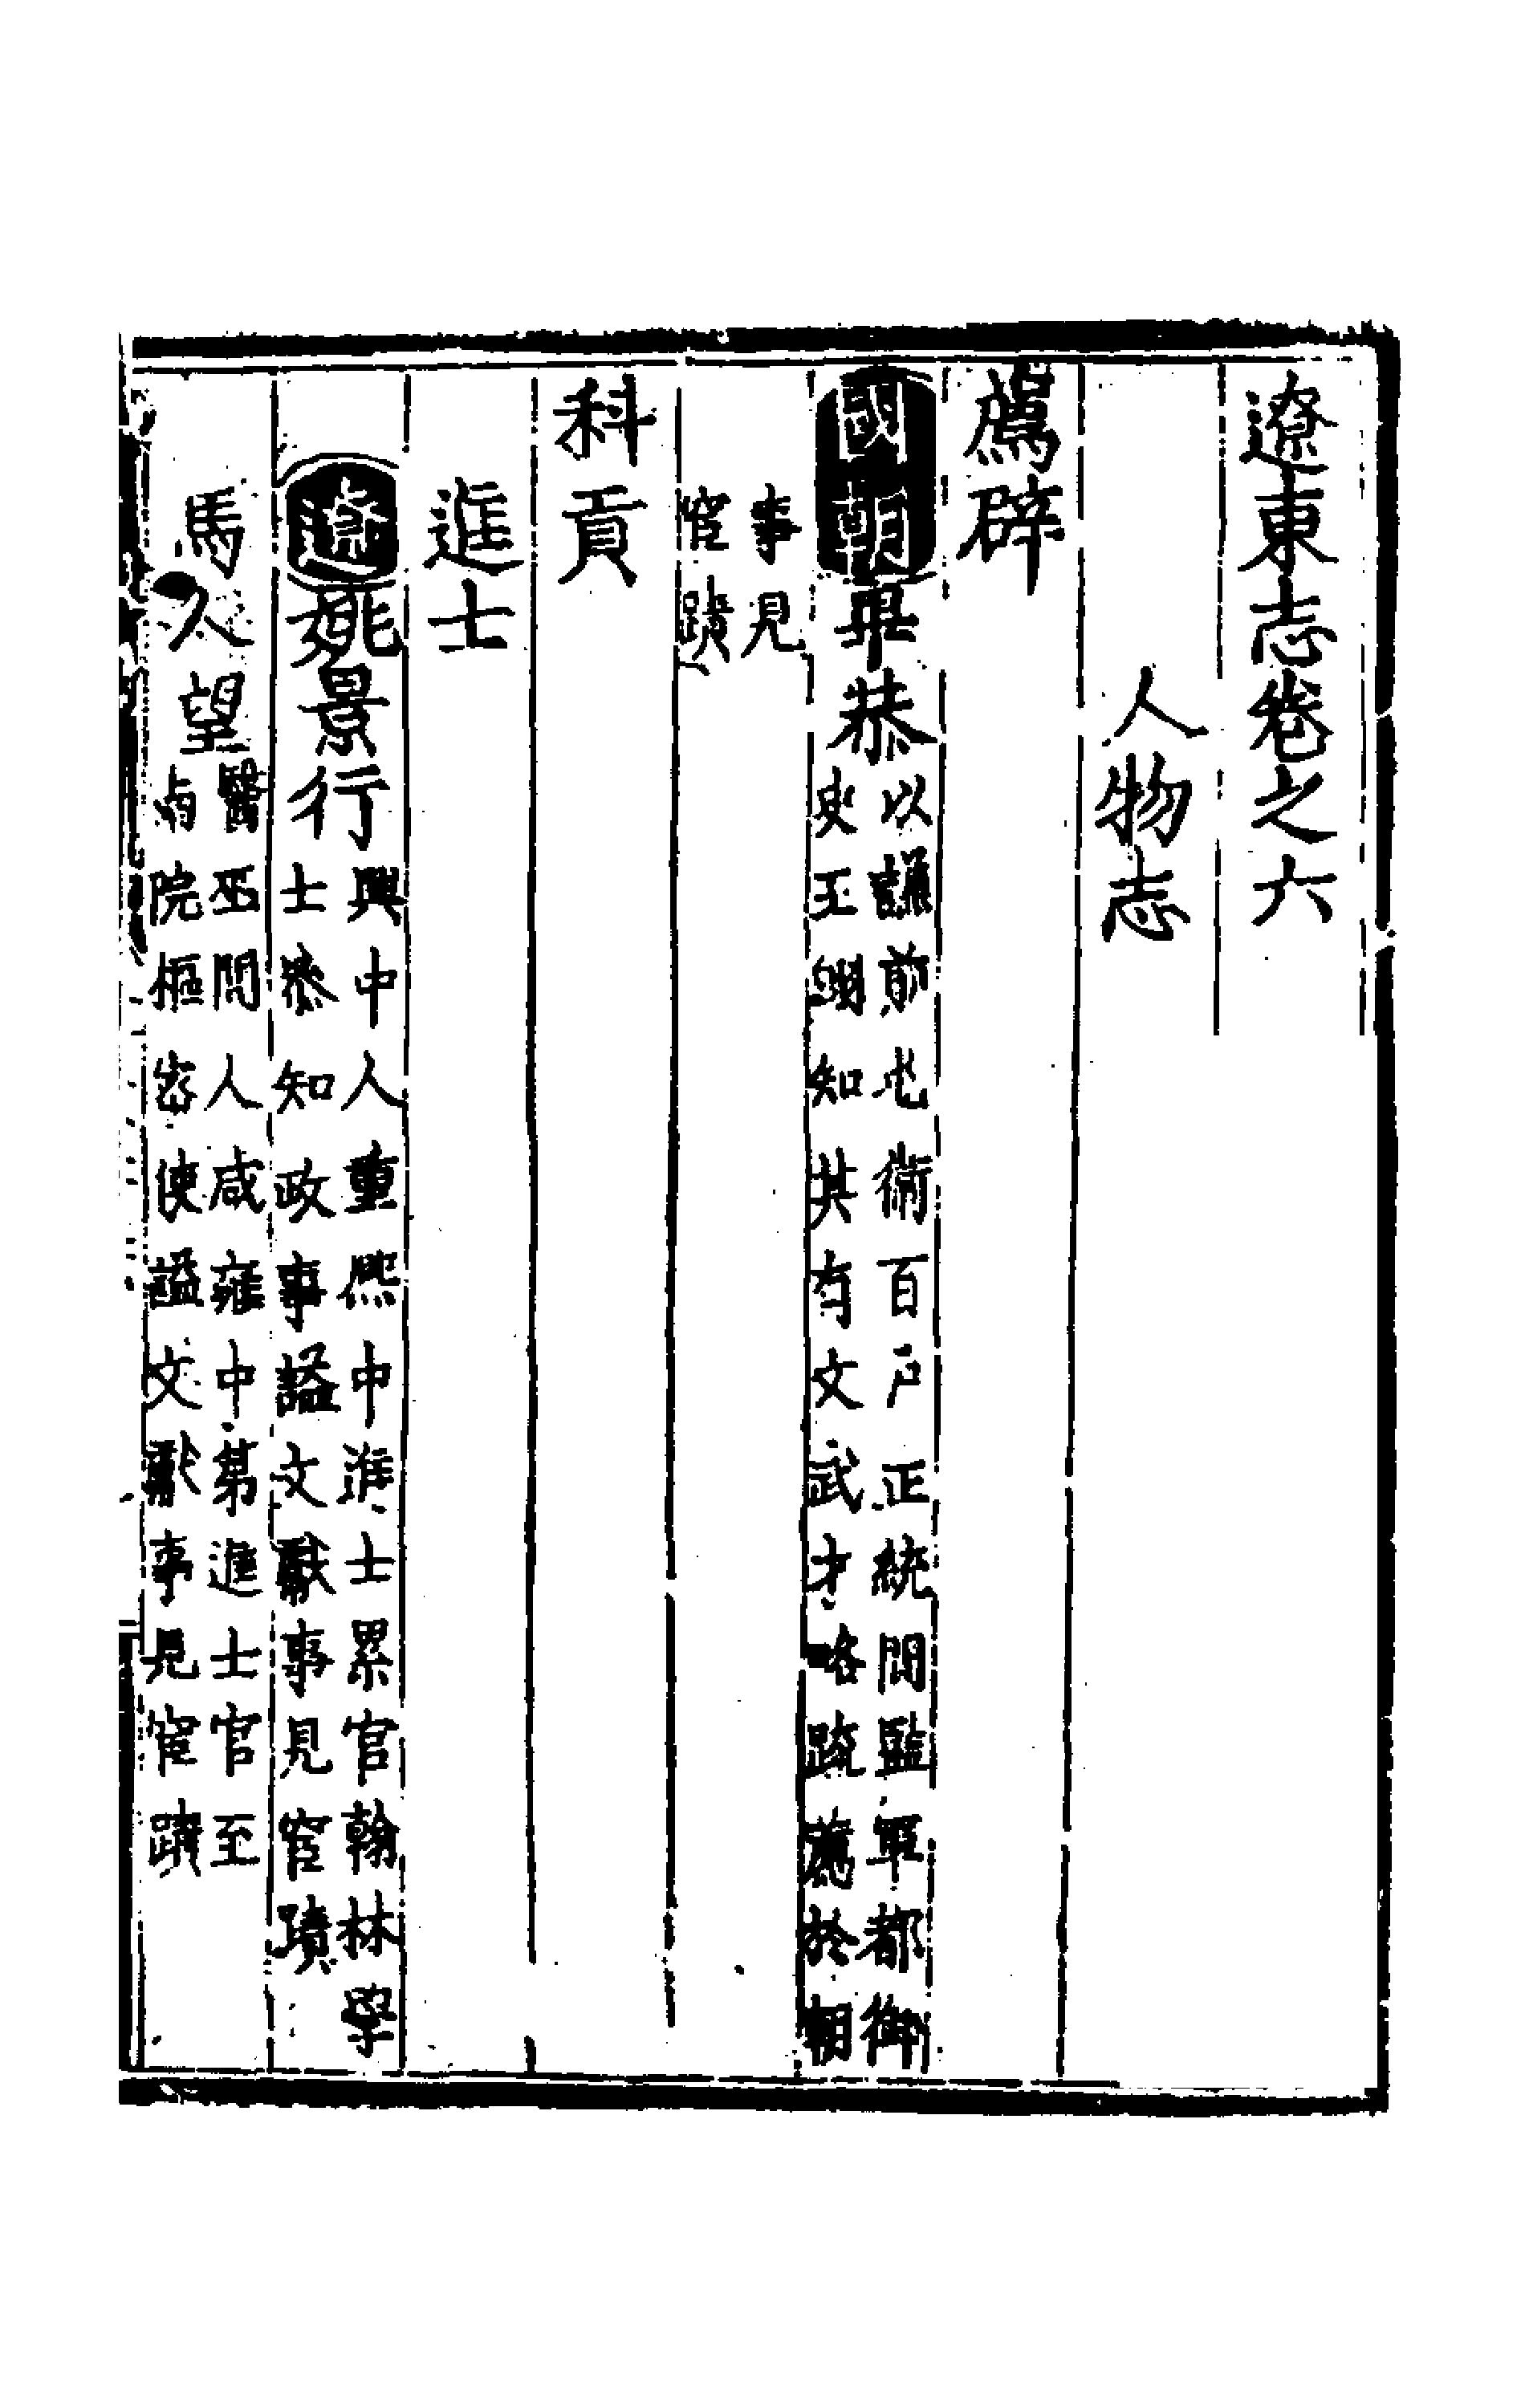 遼東志卷之六
人物志
薦辟
國朝畢恭以謫前屯衛百戶正統間監軍都御
史王翱知共有文武才略疏薦於朝
事見
宦蹟
科貢
進士
遼姚景行興中人重熙中進士累官翰林學
士叅知政事謚文獻事見宦蹟
馬人望醫巫閭人咸雍中第進士官至
南院樞密使謚文獻事見宦蹟